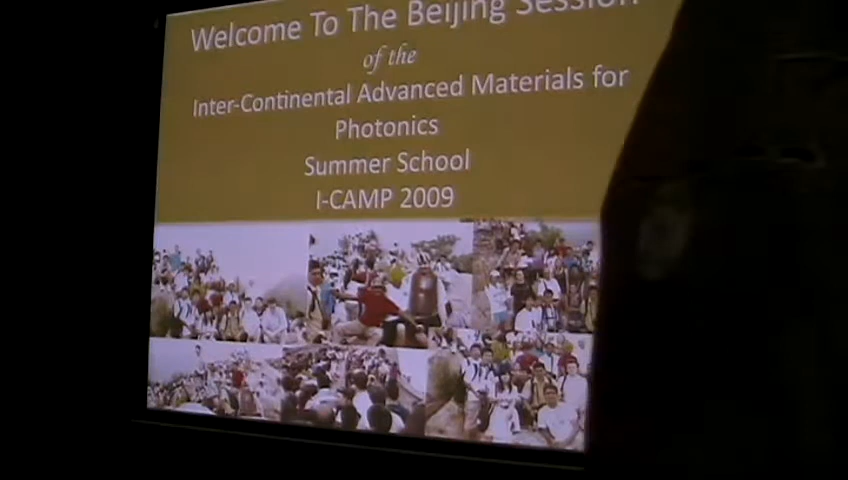 Welcome To The Beijing Session
of the
Inter-Continental Advanced Materials for
Photonics
Summer School
I-CAMP 2009